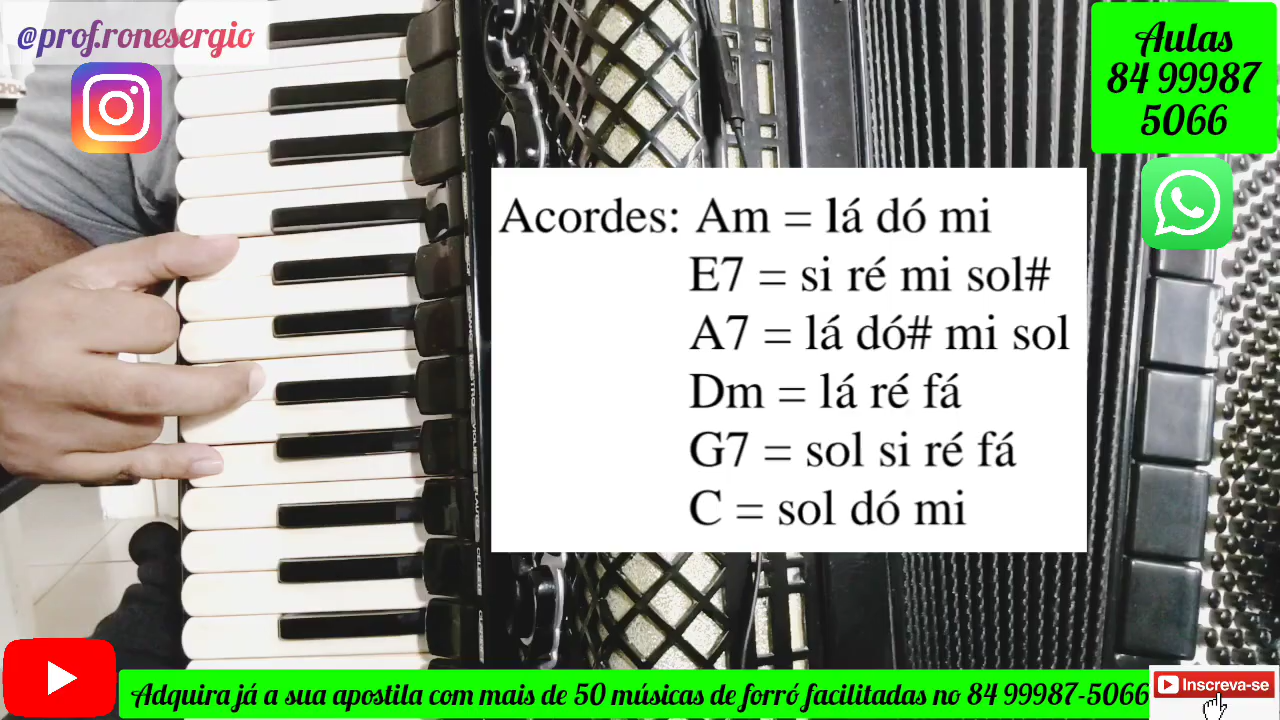 @prof.ronesergio
Aulas
84 99987
5066
Acordes: Am = lá dó mi
E7 = si ré mi sol#
A7 = lá dó# mi sol
Dm = lá ré fá
G7 = sol si ré fá
C = sol dó mi
Adquira já a sua apostila com mais de 50 músicas de forró facilitadas no 84 99987-5066
Inscreva-se